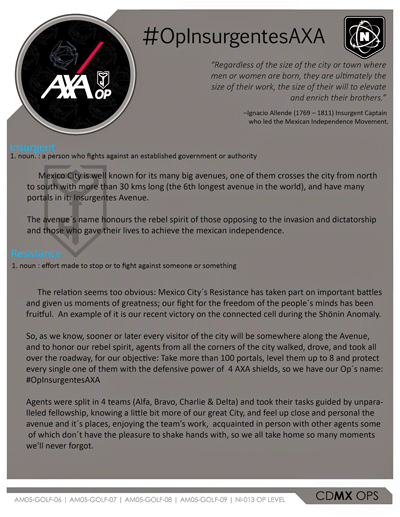 #OpInsurgentesAXA
AXA
OP
"Regardless of the size of the city or town where
men or women are born, they are ultimately the
size of their work, the size of their will to elevate
and enrich their brothers."
–Ignacio Allende (1769 – 1811) Insurgent Captain
who led the Mexican Independence Movement.
Insurgent
1. noun. : a person who fights against an established government or authority
Mexico City is well known for its many big avenues, one of them crosses the city from north
to south with more than 30 kms long (the 6th longest avenue in the world), and have many
portals in it: Insurgentes Avenue.
The avenue´s name honours the rebel spirit of those opposing to the invasion and dictatorship
and those who gave their lives to achieve the mexican independence.
Resistance
1. noun : effort made to stop or to fight against someone or something
The relation seems too obvious: Mexico City´s Resistance has taken part on important battles
and given us moments of greatness; our fight for the freedom of the people´s minds has been
fruitful. An example of it is our recent victory on the connected cell during the Shōnin Anomaly.
So, as we know, sooner or later every visitor of the city will be somewhere along the Avenue,
and to honor our rebel spirit, agents from all the corners of the city walked, drove, and took all
over the roadway, for our objective: Take more than 100 portals, level them up to 8 and protect
every single one of them with the defensive power of 4 AXA shields, so we have our Op´s name:
#OpInsurgentesAXA
Agents were split in 4 teams (Alfa, Bravo, Charlie & Delta) and took their tasks guided by unpara-
lleled fellowship, knowing a little bit more of our great City, and feel up close and personal the
avenue and it´s places, enjoying the team's work, acquainted in person with other agents some
of which don´t have the pleasure to shake hands with, so we all take home so many moments
we'll never forgot.
AM05-GOLF-06 | AM05-GOLF-07 | AM05-GOLF-08 | AM05-GOLF-09 | NI-013 OP LEVEL
CDMX OPS